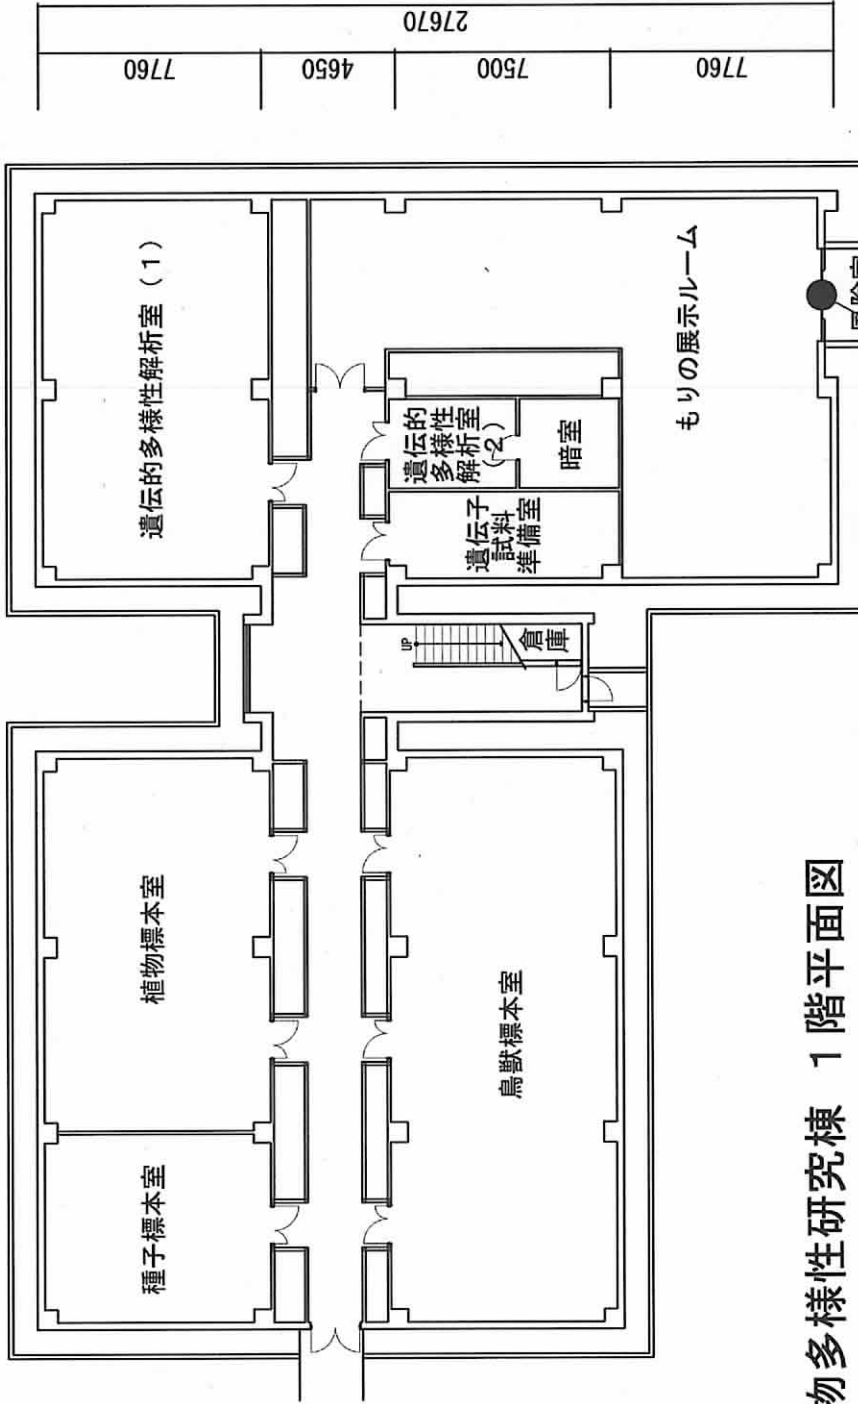 27670
7760
4650
7500
7760
遺伝的多様性解析室（1）
もりの展示ルーム
遺伝的
多様性
解析室
（2）
暗室
遺伝子
試料
準備室
UP
倉庫
植物標本室
鳥獣標本室
種子標本室
物多様性研究棟 1階平面図